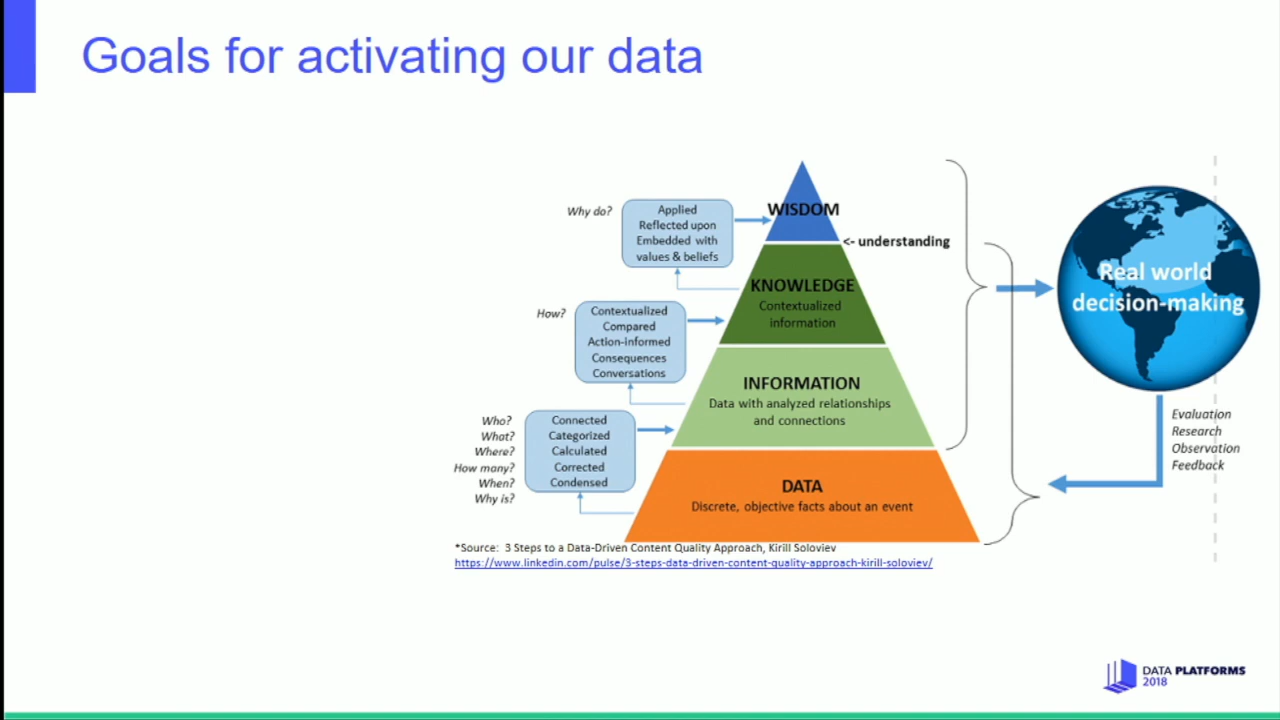 Goals for activating our data
Why do?
Applied
Reflected upon
Embedded with
values & beliefs
WISDOM
<- understanding
How?
Contextualized
Compared
Action-informed
Consequences
Conversations
KNOWLEDGE
Contextualized
information
Real world
decision-making
Who?
What?
Where?
How many?
When?
Why is?
Connected
Categorized
Calculated
Corrected
Condensed
INFORMATION
Data with analyzed relationships
and connections
Evaluation
Research
Observation
Feedback
DATA
Discrete, objective facts about an event
*Source: 3 Steps to a Data-Driven Content Quality Approach, Kirill Soloviev
https://www.linkedin.com/pulse/3-steps-data-driven-content-quality-approach-kirill-soloviev/
DATA PLATFORMS
2018